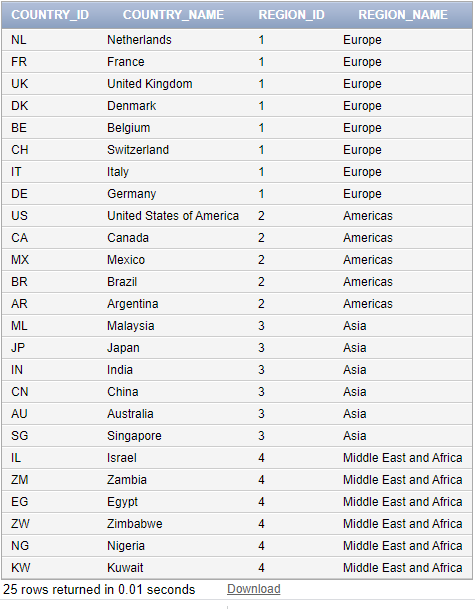 COUNTRY_ID COUNTRY_NAME REGION_ID REGION_NAME
NL Netherlands 1 Europe
FR France 1 Europe
UK United Kingdom 1 Europe
DK Denmark 1 Europe
BE Belgium 1 Europe
CH Switzerland 1 Europe
IT Italy 1 Europe
DE Germany 1 Europe
US United States of America 2 Americas
CA Canada 2 Americas
MX Mexico 2 Americas
BR Brazil 2 Americas
AR Argentina 2 Americas
ML Malaysia 3 Asia
JP Japan 3 Asia
IN India 3 Asia
CN China 3 Asia
AU Australia 3 Asia
SG Singapore 3 Asia
IL Israel 4 Middle East and Africa
ZM Zambia 4 Middle East and Africa
EG Egypt 4 Middle East and Africa
ZW Zimbabwe 4 Middle East and Africa
NG Nigeria 4 Middle East and Africa
KW Kuwait 4 Middle East and Africa
25 rows returned in 0.01 seconds Download